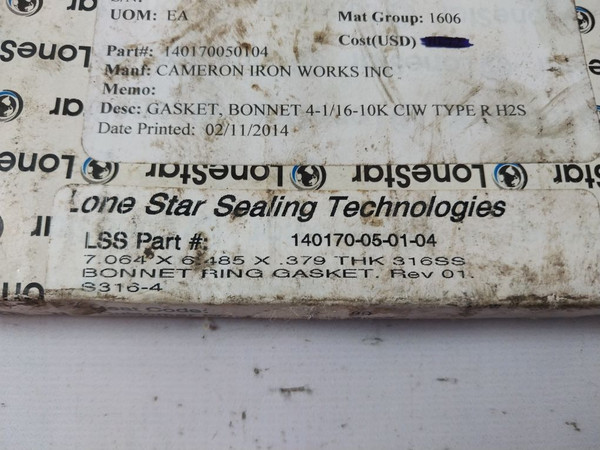 UOM: EA
Mat Group: 1606
Cost(USD)
Part#: 140170050104
Manf: CAMERON IRON WORKS INC
Memo:
Desc: GASKET, BONNET 4-1/16-10K CIW TYPE R H2S
Date Printed: 02/11/2014
LoneStar LoneStar LoneStar
Lone Star Sealing Technologies
LSS Part #: 140170-05-01-04
7.064 X 6.485 X .379 THK 316SS
BONNET RING GASKET. Rev 01.
S316-4